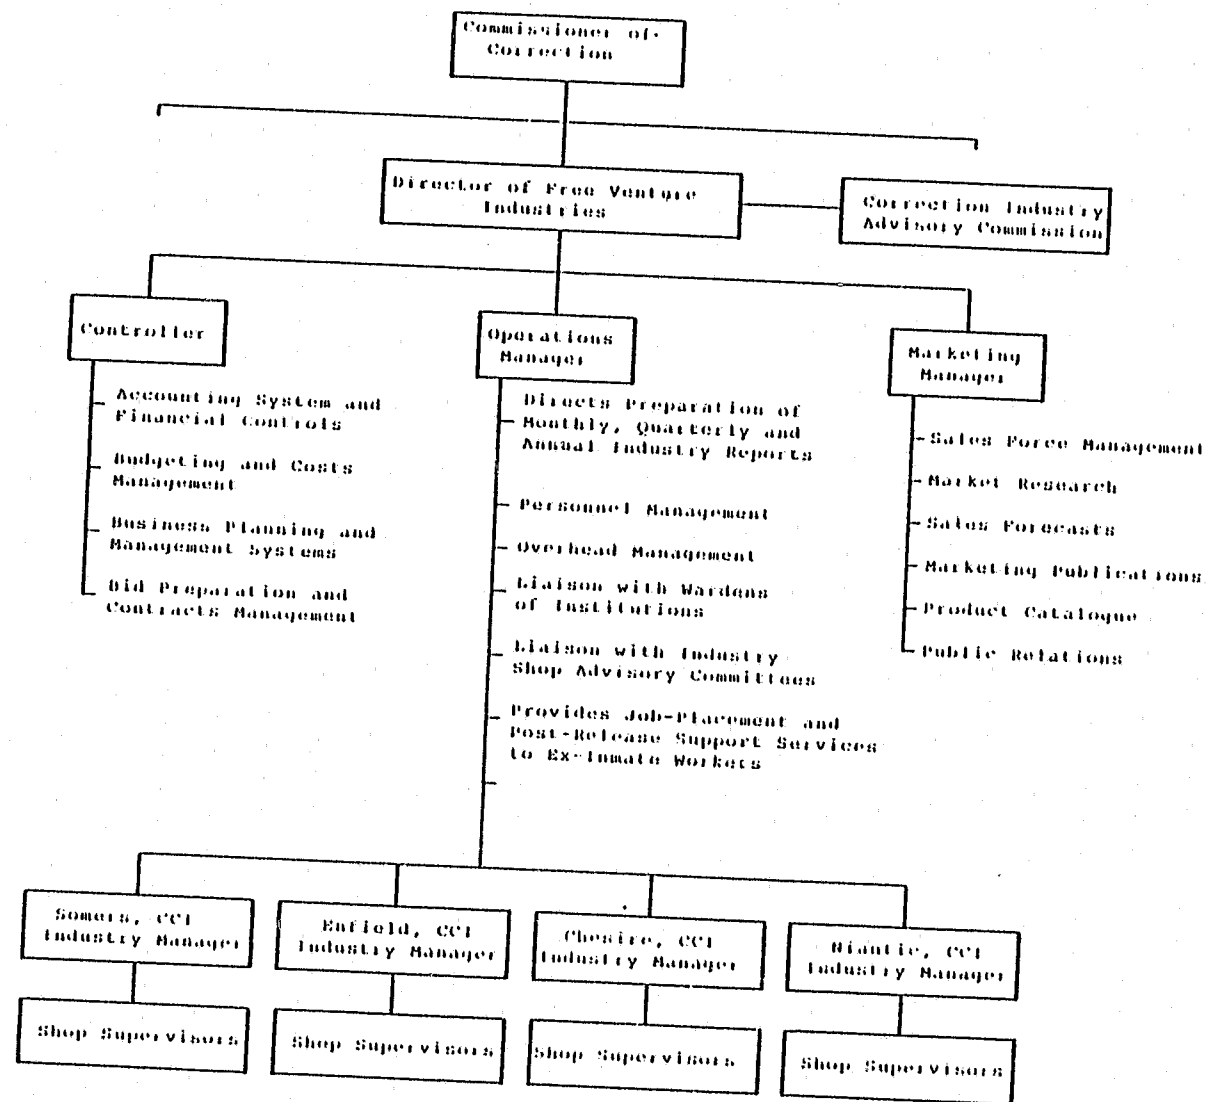 Commissioner of
Correction
Director of Free Venture
Industries
Correction Industry
Advisory Commission
Controller
Accounting System and
Financial Controls
Budgeting and Costs
Management
Business Planning and
Management Systems
Bid Preparation and
Contracts Management
Operations
Manager
Directs Preparation of
Monthly, Quarterly and
Annual Industry Reports
Personnel Management
Overhead Management
Liaison with Wardens
of Institutions
Liaison with Industry
Shop Advisory Committees
Provides Job-Placement and
Post-Release Support Services
to Ex-Inmate Workers
Marketing
Manager
Sales Force Management
Market Research
Sales Forecasts
Marketing Publications
Product Catalogue
Public Relations
Somers, CCI
Industry Manager
Enfield, CCI
Industry Manager
Chesire, CCI
Industry Manager
Niantic, CCI
Industry Manager
Shop Supervisors
Shop Supervisors
Shop Supervisors
Shop Supervisors